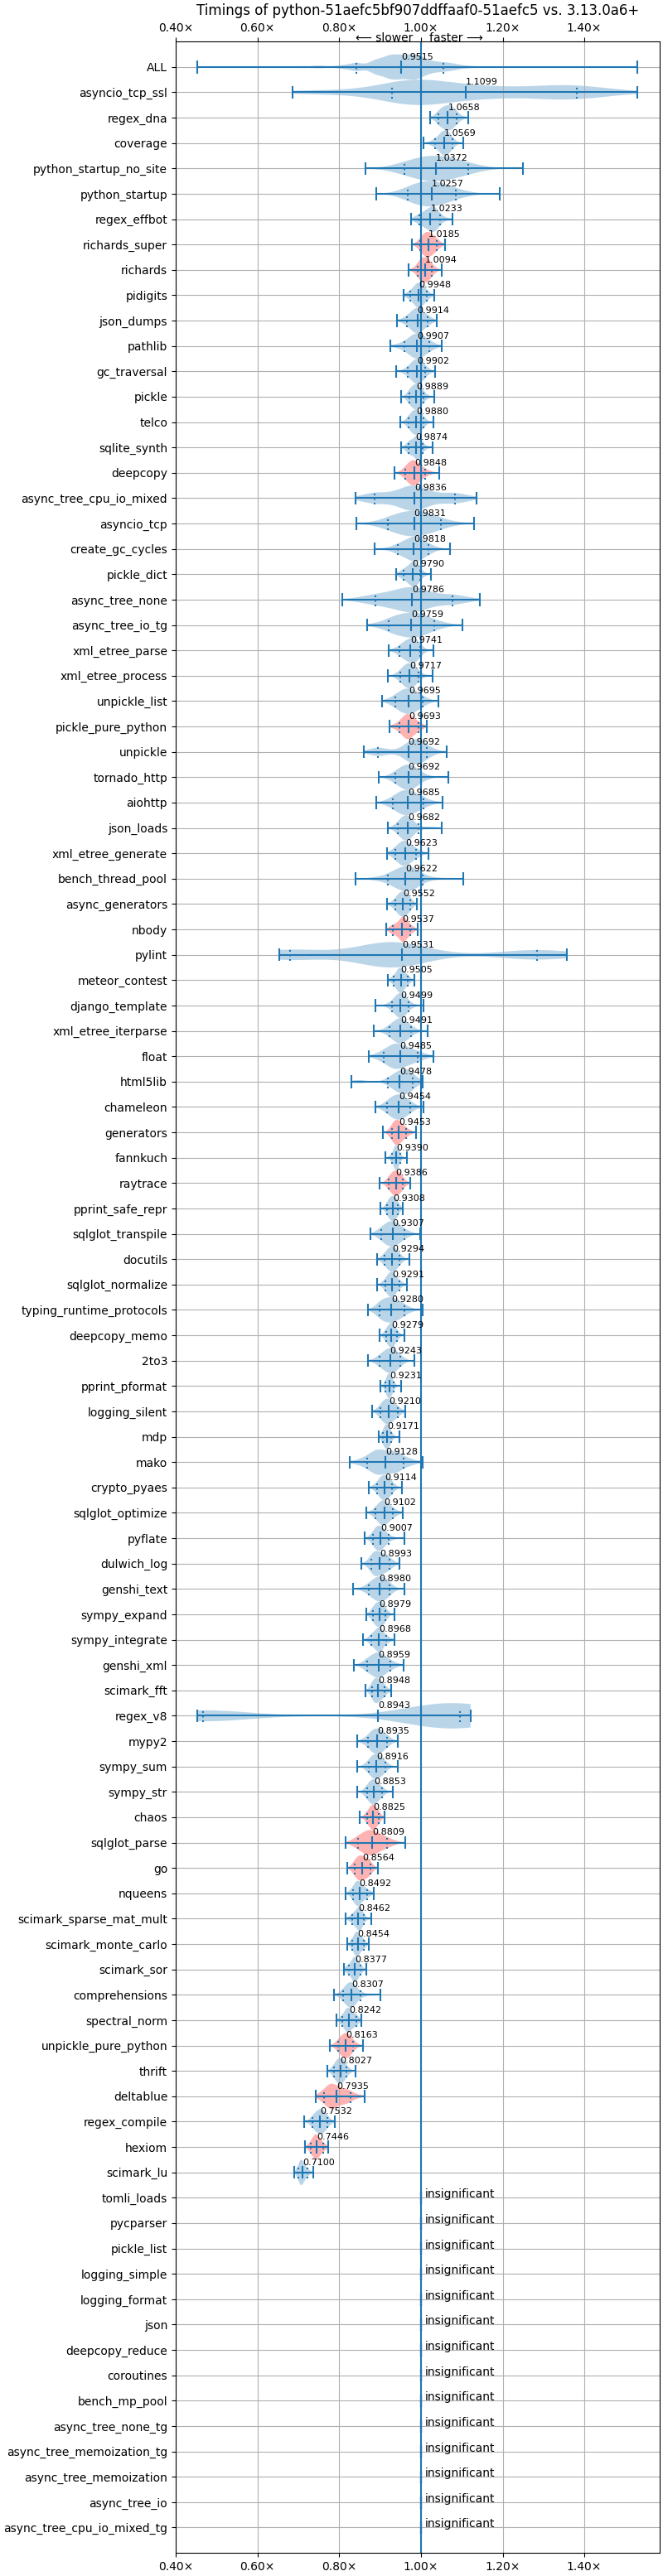 Timings of python-51aefc5bf907ddffaaf0-51aefc5 vs. 3.13.0a6+
0.40× 0.60× 0.80× 1.00× 1.20× 1.40×
⟵ slower faster ⟶
ALL 0.9515
asyncio_tcp_ssl 1.1099
regex_dna 1.0658
coverage 1.0569
python_startup_no_site 1.0372
python_startup 1.0257
regex_effbot 1.0233
richards_super 1.0185
richards 1.0094
pidigits 0.9948
json_dumps 0.9914
pathlib 0.9907
gc_traversal 0.9902
pickle 0.9889
telco 0.9880
sqlite_synth 0.9874
deepcopy 0.9848
async_tree_cpu_io_mixed 0.9836
asyncio_tcp 0.9831
create_gc_cycles 0.9818
pickle_dict 0.9790
async_tree_none 0.9786
async_tree_io_tg 0.9759
xml_etree_parse 0.9741
xml_etree_process 0.9717
unpickle_list 0.9695
pickle_pure_python 0.9693
unpickle 0.9692
tornado_http 0.9692
aiohttp 0.9685
json_loads 0.9682
xml_etree_generate 0.9623
bench_thread_pool 0.9622
async_generators 0.9552
nbody 0.9537
pylint 0.9531
meteor_contest 0.9505
django_template 0.9499
xml_etree_iterparse 0.9491
float 0.9485
html5lib 0.9478
chameleon 0.9454
generators 0.9453
fannkuch 0.9390
raytrace 0.9386
pprint_safe_repr 0.9308
sqlglot_transpile 0.9307
docutils 0.9294
sqlglot_normalize 0.9291
typing_runtime_protocols 0.9280
deepcopy_memo 0.9279
2to3 0.9243
pprint_pformat 0.9231
logging_silent 0.9210
mdp 0.9171
mako 0.9128
crypto_pyaes 0.9114
sqlglot_optimize 0.9102
pyflate 0.9007
dulwich_log 0.8993
genshi_text 0.8980
sympy_expand 0.8979
sympy_integrate 0.8968
genshi_xml 0.8959
scimark_fft 0.8948
regex_v8 0.8943
mypy2 0.8935
sympy_sum 0.8916
sympy_str 0.8853
chaos 0.8825
sqlglot_parse 0.8809
go 0.8564
nqueens 0.8492
scimark_sparse_mat_mult 0.8462
scimark_monte_carlo 0.8454
scimark_sor 0.8377
comprehensions 0.8307
spectral_norm 0.8242
unpickle_pure_python 0.8163
thrift 0.8027
deltablue 0.7935
regex_compile 0.7532
hexiom 0.7446
scimark_lu 0.7100
tomli_loads insignificant
pycparser insignificant
pickle_list insignificant
logging_simple insignificant
logging_format insignificant
json insignificant
deepcopy_reduce insignificant
coroutines insignificant
bench_mp_pool insignificant
async_tree_none_tg insignificant
async_tree_memoization_tg insignificant
async_tree_memoization insignificant
async_tree_io insignificant
async_tree_cpu_io_mixed_tg insignificant
0.40× 0.60× 0.80× 1.00× 1.20× 1.40×